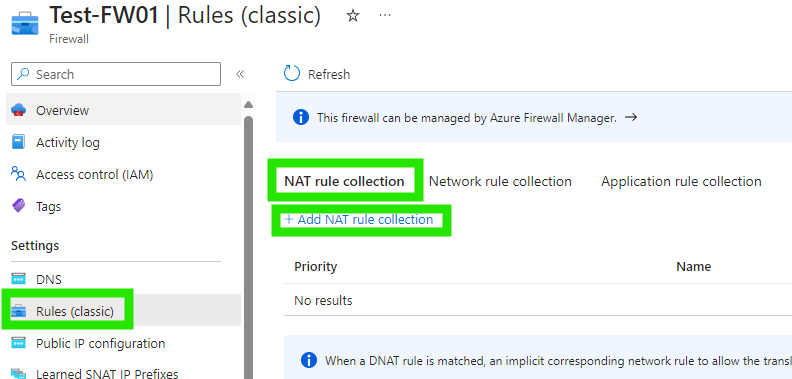 Test-FW01 | Rules (classic) ☆ ···
Firewall
Search
«
Overview
Activity log
Access control (IAM)
Tags
Settings
DNS
Rules (classic)
Public IP configuration
Learned SNAT IP Prefixes
Refresh
This firewall can be managed by Azure Firewall Manager. →
NAT rule collection Network rule collection Application rule collection
+ Add NAT rule collection
Priority Name
No results
When a DNAT rule is matched, an implicit corresponding network rule to allow the transl